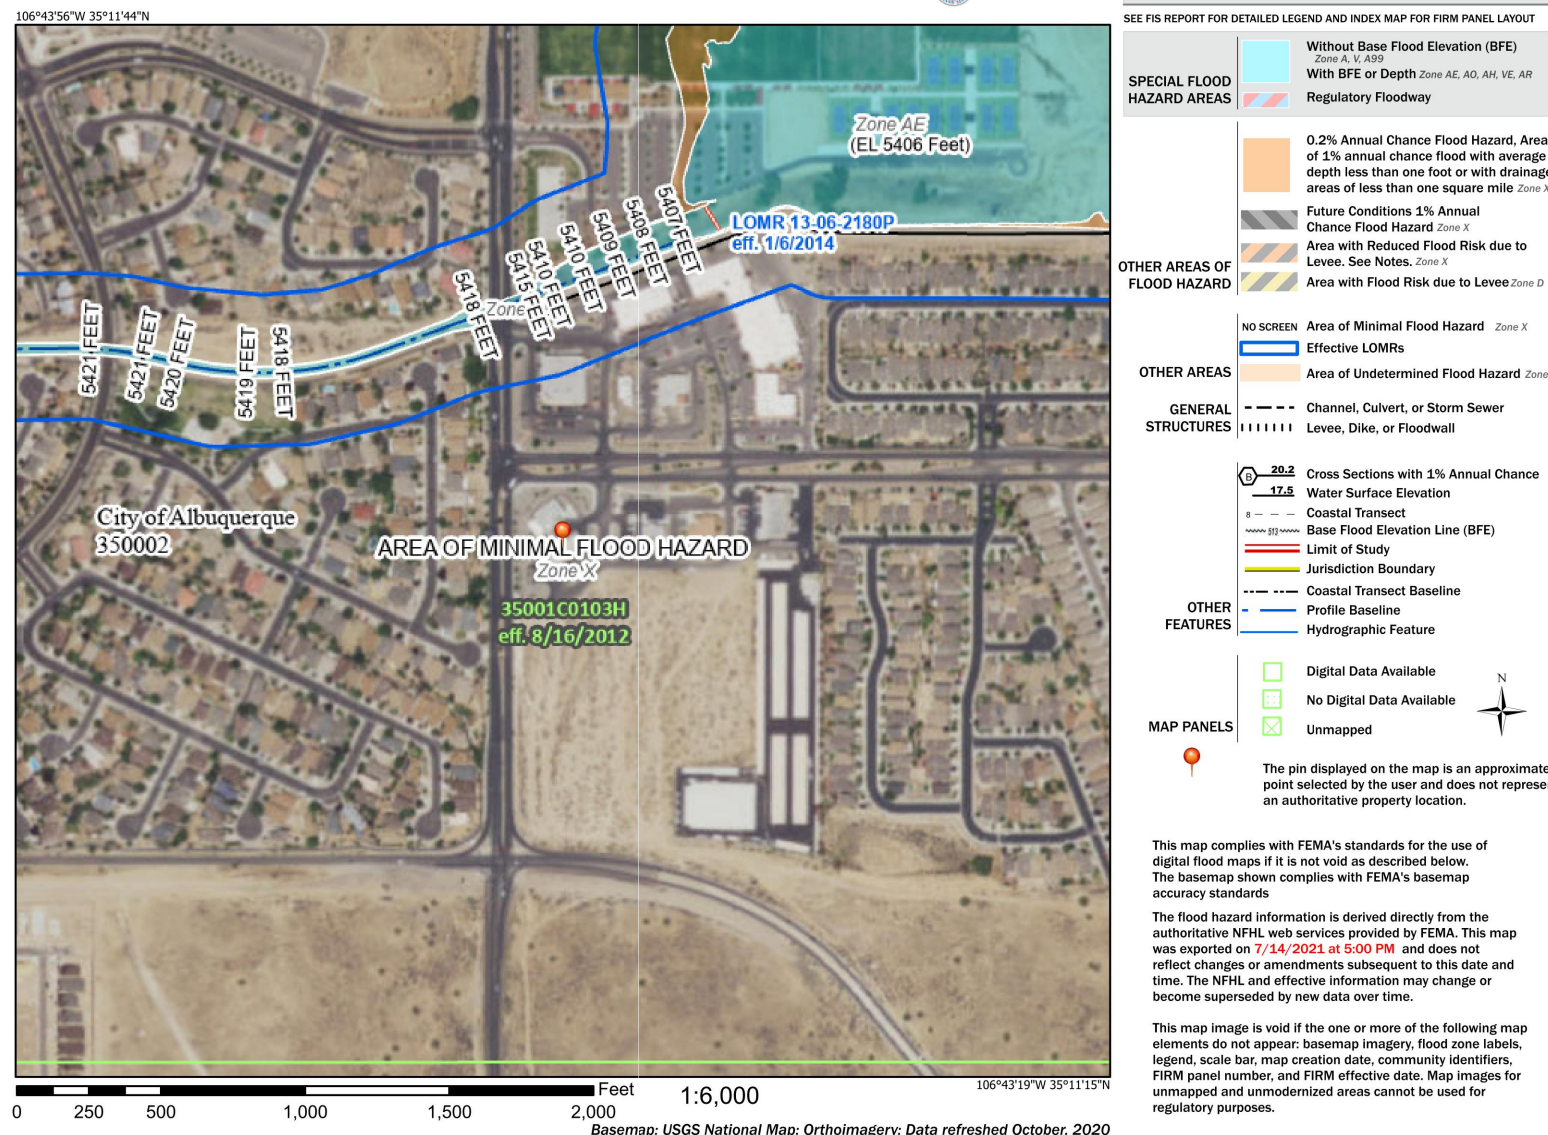 106°43'56"W 35°11'44"N
SEE FIS REPORT FOR DETAILED LEGEND AND INDEX MAP FOR FIRM PANEL LAYOUT
Zone AE
(EL 5406 Feet)
LOMR 13-06-2180P
eff. 1/6/2014
5407 FEET
5408 FEET
5409 FEET
5410 FEET
5410 FEET
5415 FEET
5418 FEET
Zone
5421 FEET
5421 FEET
5420 FEET
5419 FEET
5418 FEET
City of Albuquerque
350002
AREA OF MINIMAL FLOOD HAZARD
Zone X
35001C0103H
eff. 8/16/2012
SPECIAL FLOOD
HAZARD AREAS
Without Base Flood Elevation (BFE)
Zone A, V, A99
With BFE or Depth Zone AE, AO, AH, VE, AR
Regulatory Floodway
OTHER AREAS OF
FLOOD HAZARD
0.2% Annual Chance Flood Hazard, Area
of 1% annual chance flood with average
depth less than one foot or with drainage
areas of less than one square mile Zone X
Future Conditions 1% Annual
Chance Flood Hazard Zone X
Area with Reduced Flood Risk due to
Levee. See Notes. Zone X
Area with Flood Risk due to Levee Zone D
OTHER AREAS
NO SCREEN Area of Minimal Flood Hazard Zone X
Effective LOMRs
Area of Undetermined Flood Hazard Zone
GENERAL
STRUCTURES
Channel, Culvert, or Storm Sewer
Levee, Dike, or Floodwall
OTHER
FEATURES
B 20.2 Cross Sections with 1% Annual Chance
17.5 Water Surface Elevation
8 Coastal Transect
513 Base Flood Elevation Line (BFE)
Limit of Study
Jurisdiction Boundary
Coastal Transect Baseline
Profile Baseline
Hydrographic Feature
MAP PANELS
Digital Data Available
No Digital Data Available
Unmapped
N
The pin displayed on the map is an approximate
point selected by the user and does not represe
an authoritative property location.
This map complies with FEMA's standards for the use of
digital flood maps if it is not void as described below.
The basemap shown complies with FEMA's basemap
accuracy standards
The flood hazard information is derived directly from the
authoritative NFHL web services provided by FEMA. This map
was exported on 7/14/2021 at 5:00 PM and does not
reflect changes or amendments subsequent to this date and
time. The NFHL and effective information may change or
become superseded by new data over time.
This map image is void if the one or more of the following map
elements do not appear: basemap imagery, flood zone labels,
legend, scale bar, map creation date, community identifiers,
FIRM panel number, and FIRM effective date. Map images for
unmapped and unmodernized areas cannot be used for
regulatory purposes.
106°43'19"W 35°11'15"N
Feet
1:6,000
0 250 500 1,000 1,500 2,000
Basemap: USGS National Map: Orthoimagery: Data refreshed October, 2020